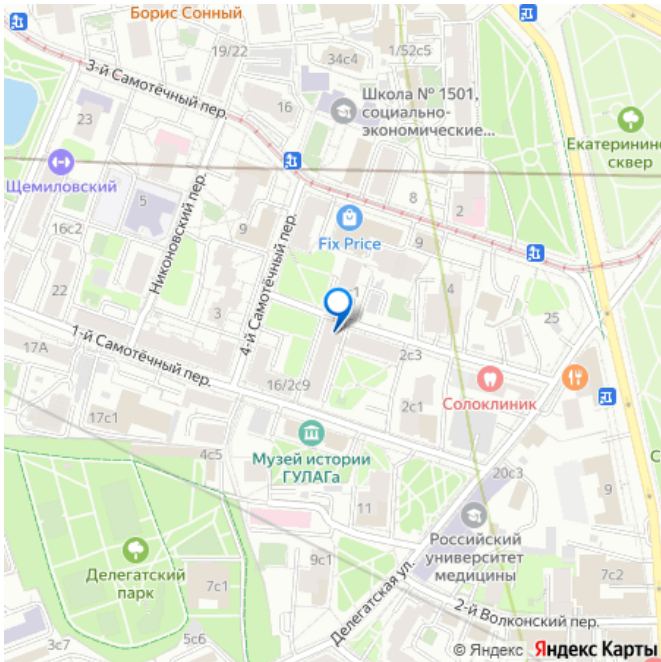 Борис Сонный
19/22
34с4
1/52с5
3-й Самотёчный пер.
16
Школа № 1501,
социально-
экономические...
23
Екатерининс
сквер
Щемиловский
5
Никоновский пер.
8
2
16с2
9
4-й Самотёчный пер.
Fix Price
9
22
3
с1
4
25
17А
1-й Самотёчный пер.
2с3
16/2с9
Солоклиник
2с1
17с1
Музей истории
ГУЛАГа
4с5
20с3
С
9
11
Российский
университет
медицины
Делегатский
парк
7с1
9с1
Делегатская ул.
7с2
2-й Волконский пер.
5с6
3с7
© Яндекс Яндекс Карты